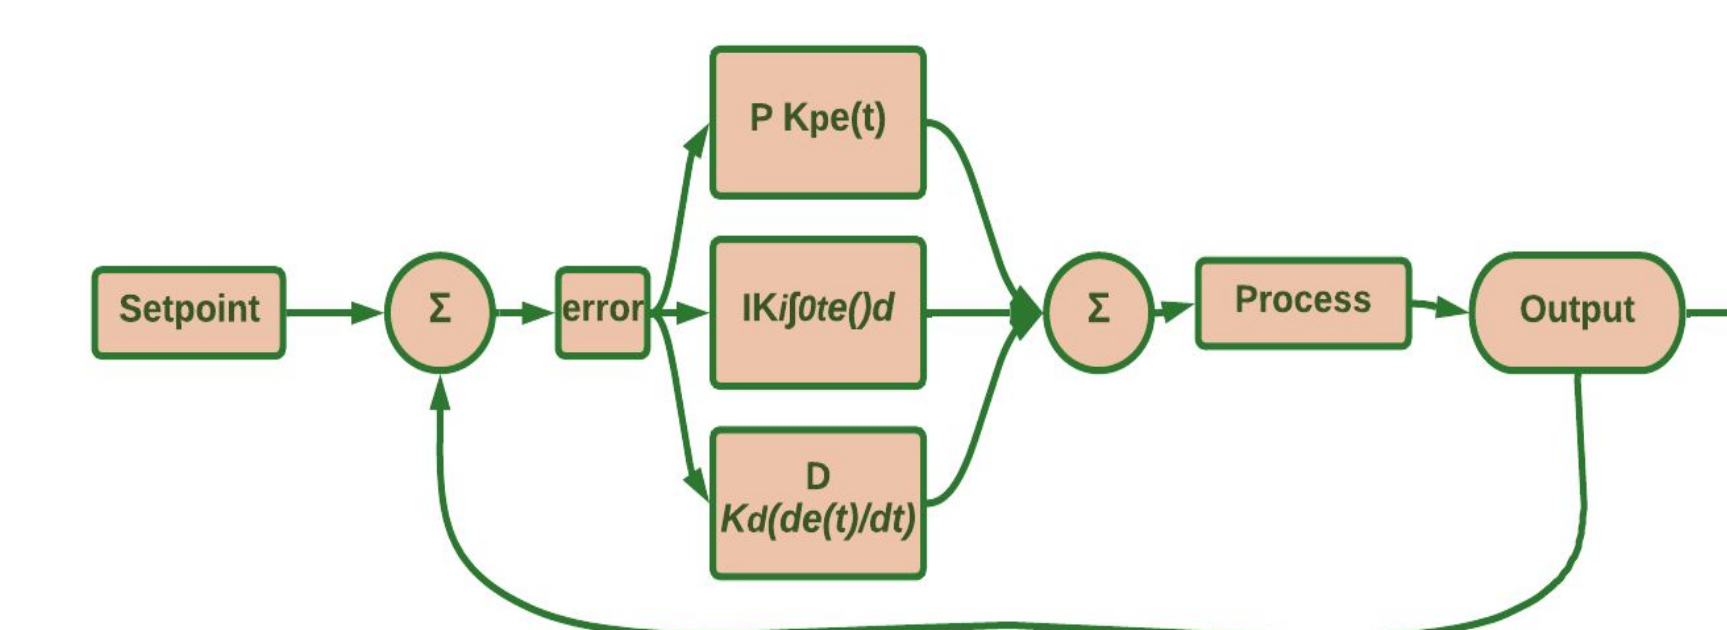 Setpoint
Σ
error
P Kpe(t)
IKi∫0te()d
D
Kd(de(t)/dt)
Σ
Process
Output